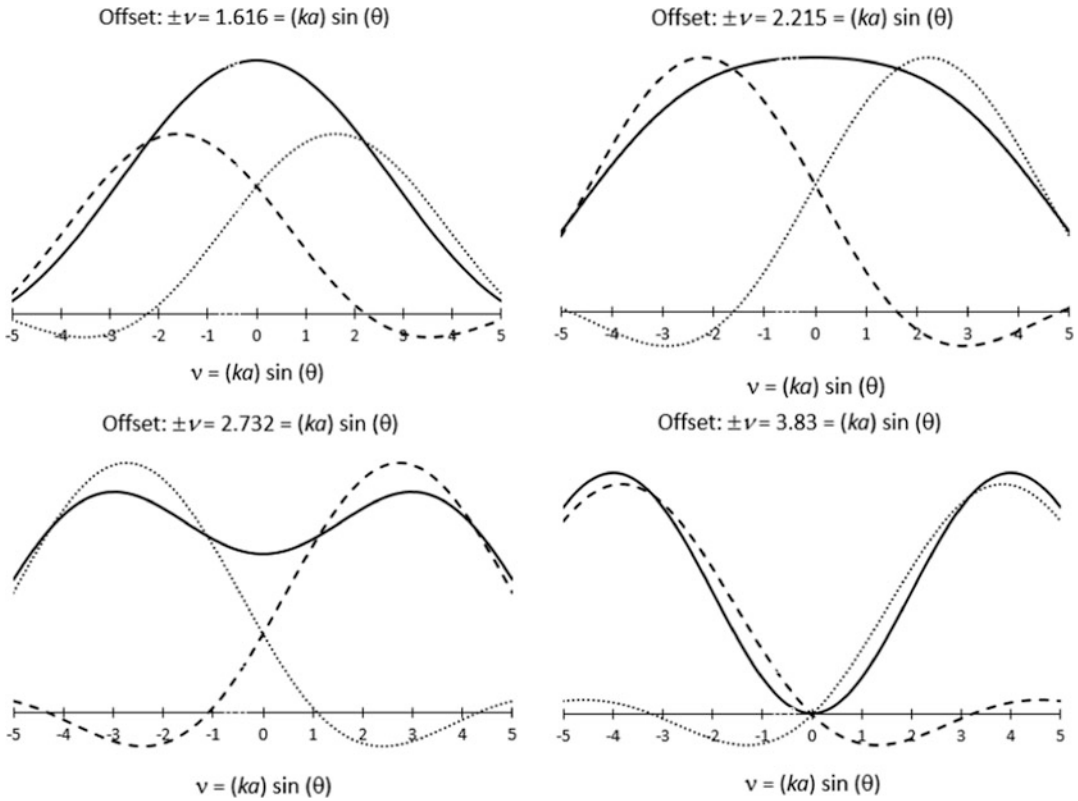 Offset: ±ν = 1.616 = (ka) sin (θ)
-5 -4 -3 -2 -1 0 1 2 3 4 5
ν = (ka) sin (θ)
Offset: ±ν = 2.215 = (ka) sin (θ)
-5 -4 -3 -2 -1 0 1 2 3 4 5
ν = (ka) sin (θ)
Offset: ±ν = 2.732 = (ka) sin (θ)
-5 -4 -3 -2 -1 0 1 2 3 4 5
ν = (ka) sin (θ)
Offset: ±ν = 3.83 = (ka) sin (θ)
-5 -4 -3 -2 -1 0 1 2 3 4 5
ν = (ka) sin (θ)